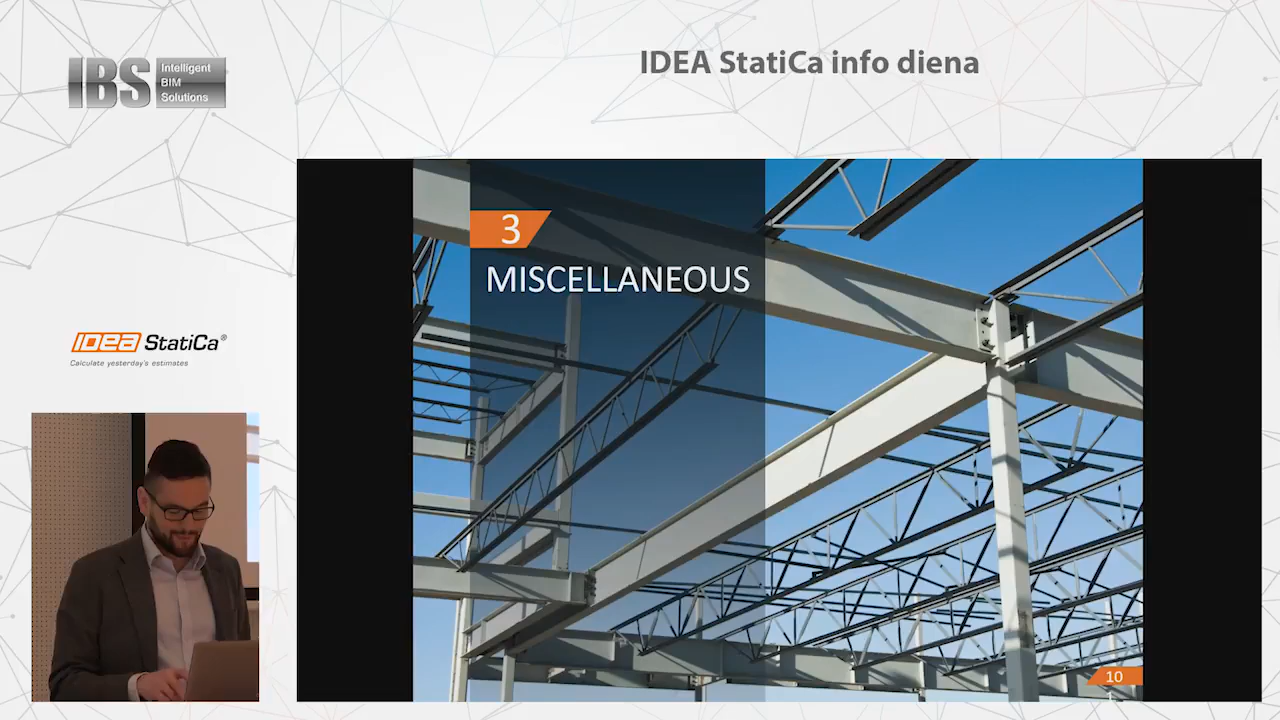 IBS
Intelligent
BIM
Solutions
IDEA StatiCa info diena
3
MISCELLANEOUS
IDEA StatiCa®
Calculate yesterday's estimates
10